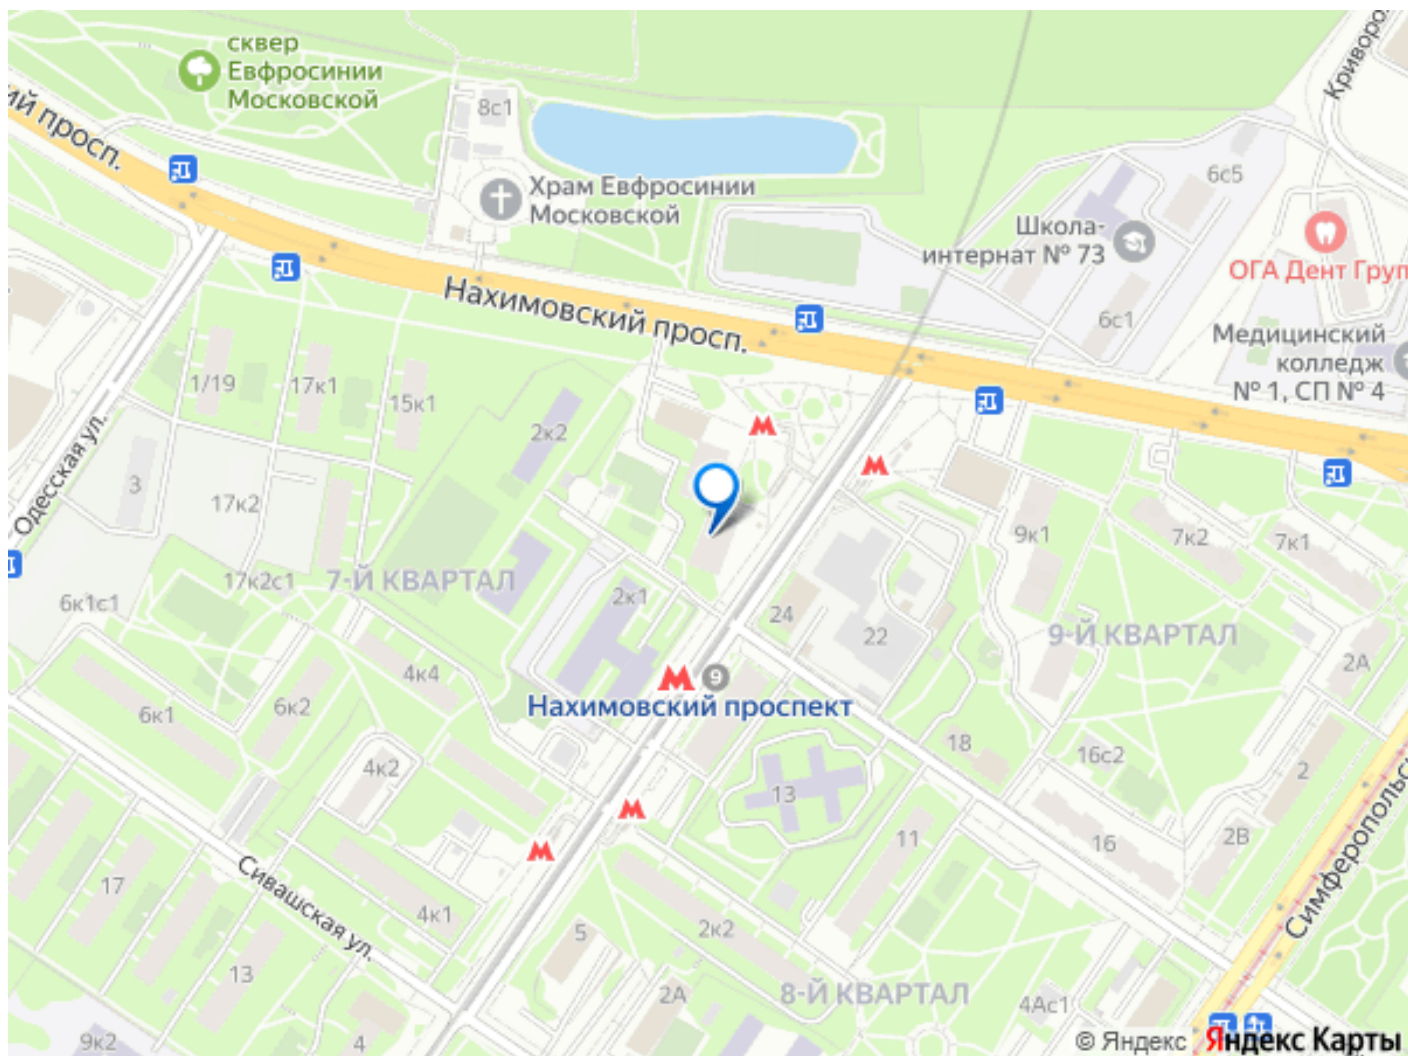 сквер
Евфросинии
Московской
8с1
Криворо
ий просп.
Храм Евфросинии
Московской
6с5
Школа-
интернат № 73
ОГА Дент Груп
6с1
Нахимовский просп.
Медицинский
колледж
№ 1, СП № 4
1/19
17к1
15к1
2к2
Одесская ул.
3
17к2
9к1
7к2
7к1
17к2с1
7-Й КВАРТАЛ
6к1с1
2к1
24
22
9-Й КВАРТАЛ
2А
4к4
9
Нахимовский проспект
6к1
6к2
18
16с2
4к2
2
13
11
16
2В
Симферопольс
17
Сивашская ул.
4к1
5
2к2
13
2А
8-Й КВАРТАЛ
4Ас1
9к2
4
© Яндекс
Яндекс Карты